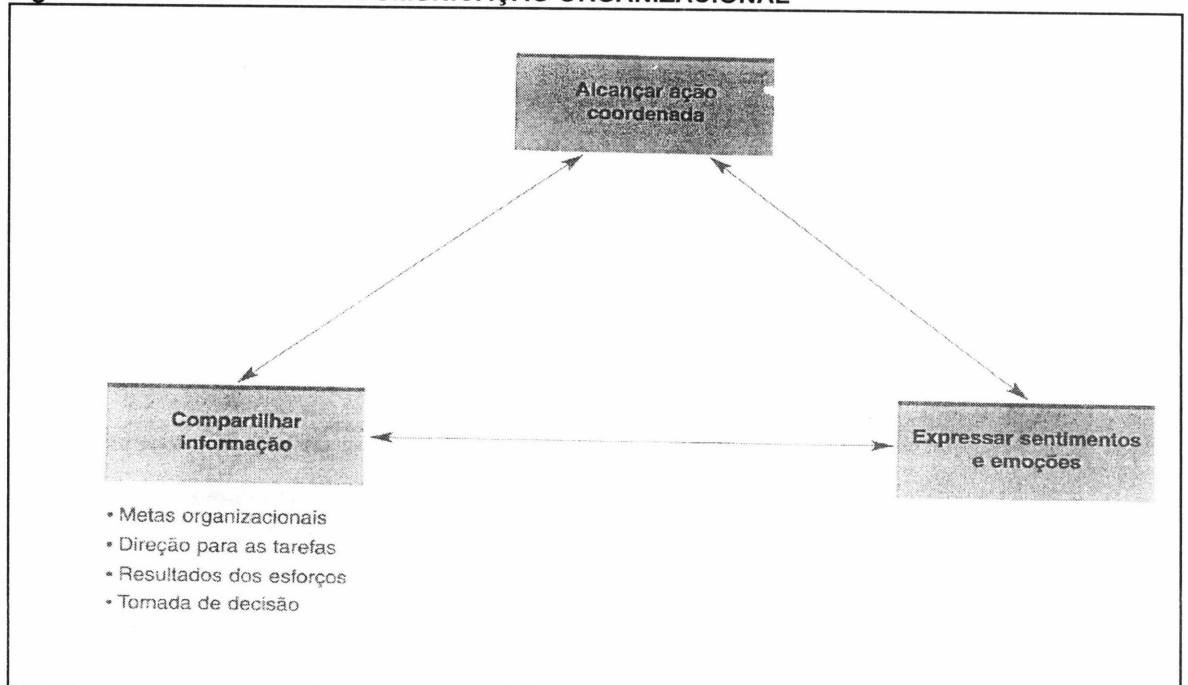 ORGANIZACIONAL
Alcançar ação
coordenada
Compartilhar
informação
Expressar sentimentos
e emoções
• Metas organizacionais
• Direção para as tarefas
• Resultados dos esforços
• Tomada de decisão